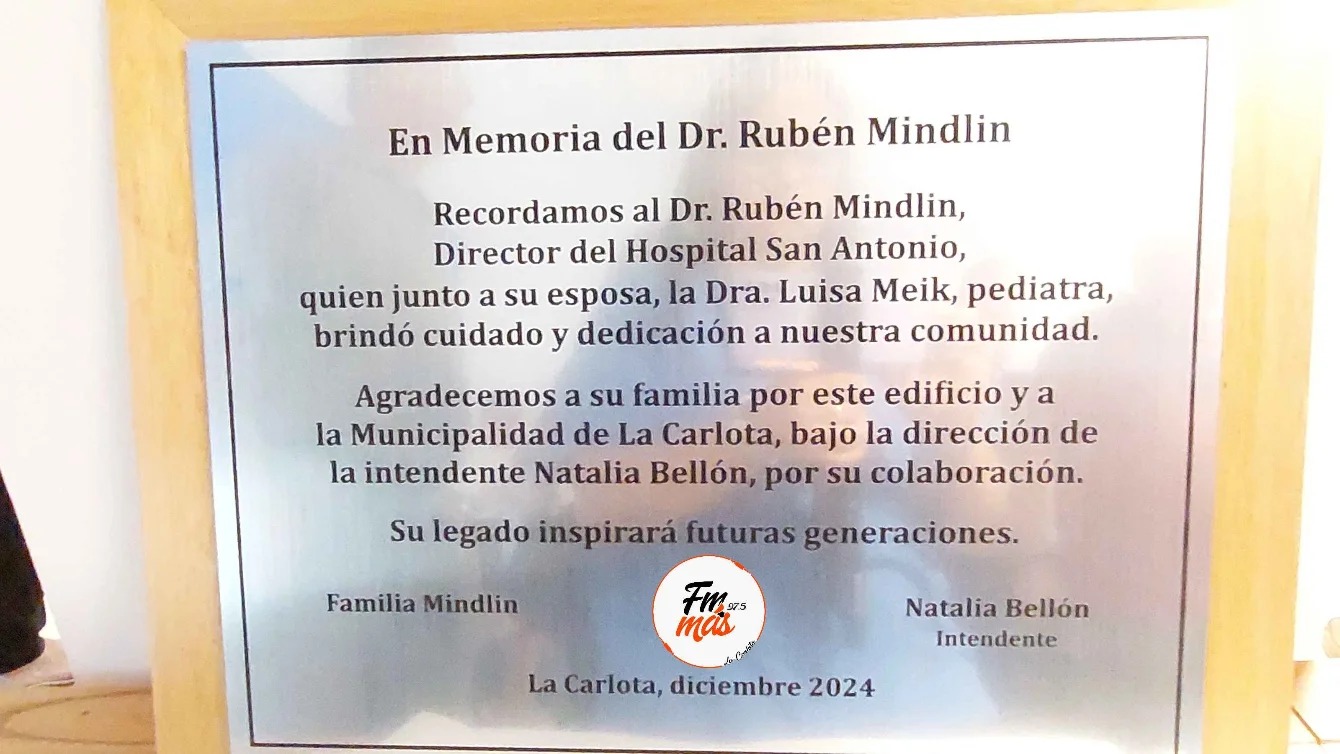 En Memoria del Dr. Rubén Mindlin
Recordamos al Dr. Rubén Mindlin,
Director del Hospital San Antonio,
quien junto a su esposa, la Dra. Luisa Meik, pediatra,
brindó cuidado y dedicación a nuestra comunidad.
Agradecemos a su familia por este edificio y a
la Municipalidad de La Carlota, bajo la dirección de
la intendente Natalia Bellón, por su colaboración.
Su legado inspirará futuras generaciones.
Familia Mindlin
Fm 97.5
más
La Carlota
Natalia Bellón
Intendente
La Carlota, diciembre 2024